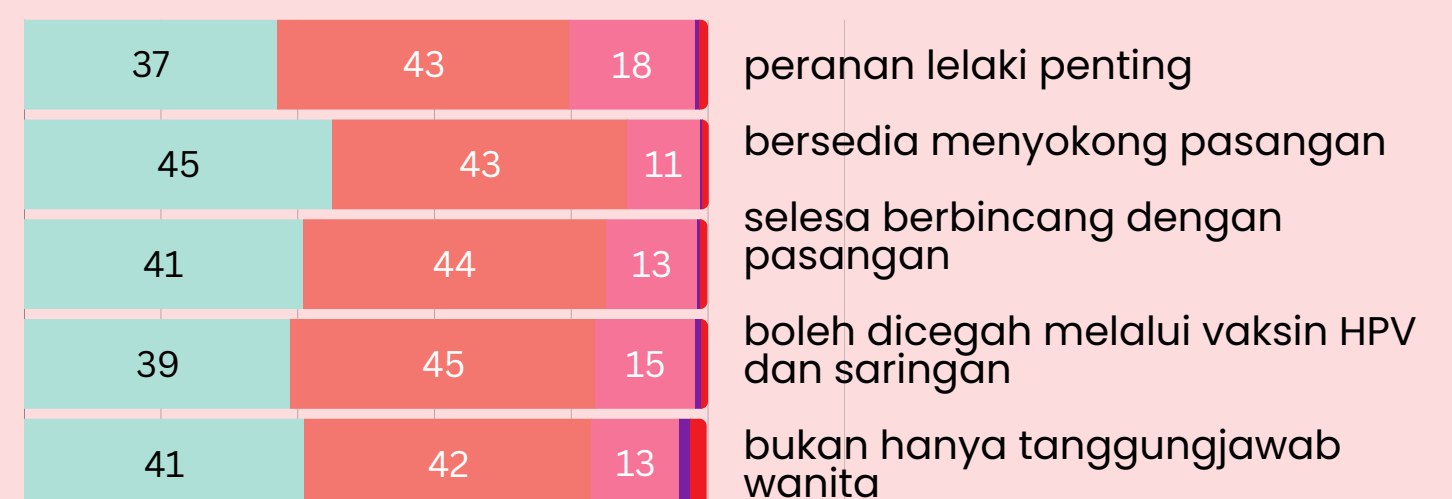 37 43 18 peranan lelaki penting
45 43 11 bersedia menyokong pasangan
41 44 13 selesa berbincang dengan
pasangan
39 45 15 boleh dicegah melalui vaksin HPV
dan saringan
41 42 13 bukan hanya tanggungjawab
wanita